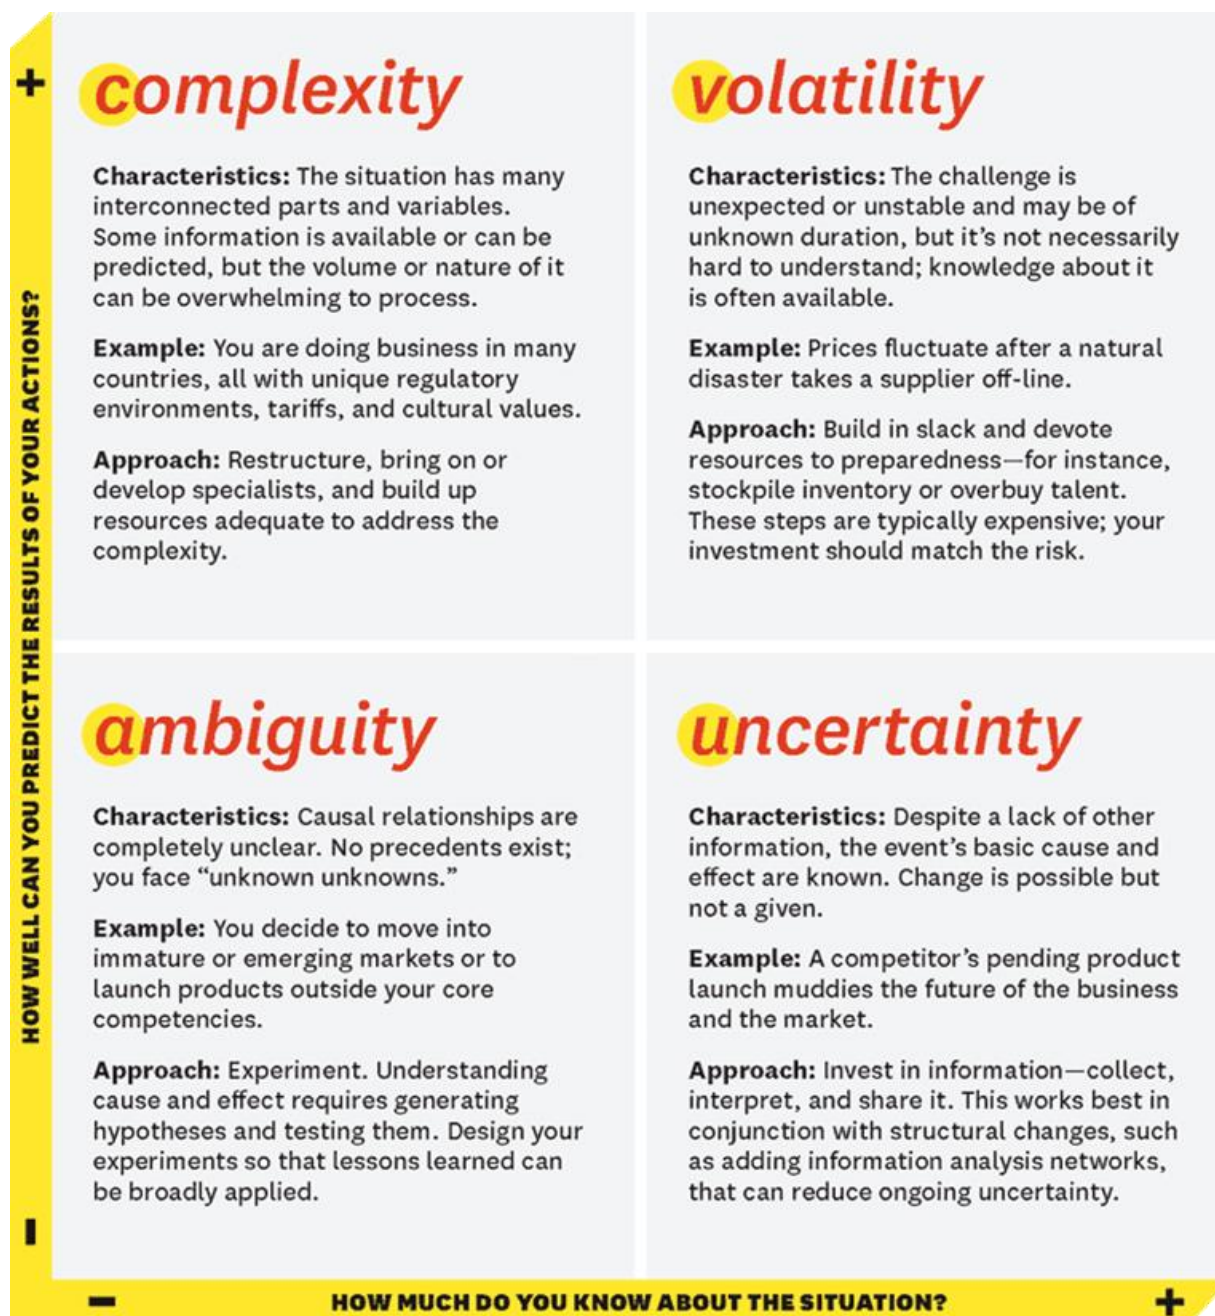 +
HOW WELL CAN YOU PREDICT THE RESULTS OF YOUR ACTIONS?
–
complexity
Characteristics: The situation has many
interconnected parts and variables.
Some information is available or can be
predicted, but the volume or nature of it
can be overwhelming to process.
Example: You are doing business in many
countries, all with unique regulatory
environments, tariffs, and cultural values.
Approach: Restructure, bring on or
develop specialists, and build up
resources adequate to address the
complexity.
volatility
Characteristics: The challenge is
unexpected or unstable and may be of
unknown duration, but it’s not necessarily
hard to understand; knowledge about it
is often available.
Example: Prices fluctuate after a natural
disaster takes a supplier off-line.
Approach: Build in slack and devote
resources to preparedness—for instance,
stockpile inventory or overbuy talent.
These steps are typically expensive; your
investment should match the risk.
ambiguity
Characteristics: Causal relationships are
completely unclear. No precedents exist;
you face “unknown unknowns.”
Example: You decide to move into
immature or emerging markets or to
launch products outside your core
competencies.
Approach: Experiment. Understanding
cause and effect requires generating
hypotheses and testing them. Design your
experiments so that lessons learned can
be broadly applied.
uncertainty
Characteristics: Despite a lack of other
information, the event’s basic cause and
effect are known. Change is possible but
not a given.
Example: A competitor’s pending product
launch muddies the future of the business
and the market.
Approach: Invest in information—collect,
interpret, and share it. This works best in
conjunction with structural changes, such
as adding information analysis networks,
that can reduce ongoing uncertainty.
– HOW MUCH DO YOU KNOW ABOUT THE SITUATION? +